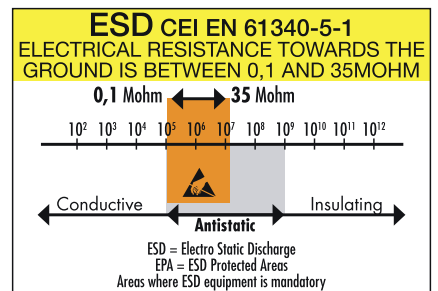 ESD CEI EN 61340-5-1
ELECTRICAL RESISTANCE TOWARDS THE
GROUND IS BETWEEN 0,1 AND 35MOHM
0,1 Mohm 35 Mohm
10² 10³ 10⁴ 10⁵ 10⁶ 10⁷ 10⁸ 10⁹ 10¹⁰ 10¹¹ 10¹²
Conductive Insulating
Antistatic
ESD = Electro Static Discharge
EPA = ESD Protected Areas
Areas where ESD equipment is mandatory